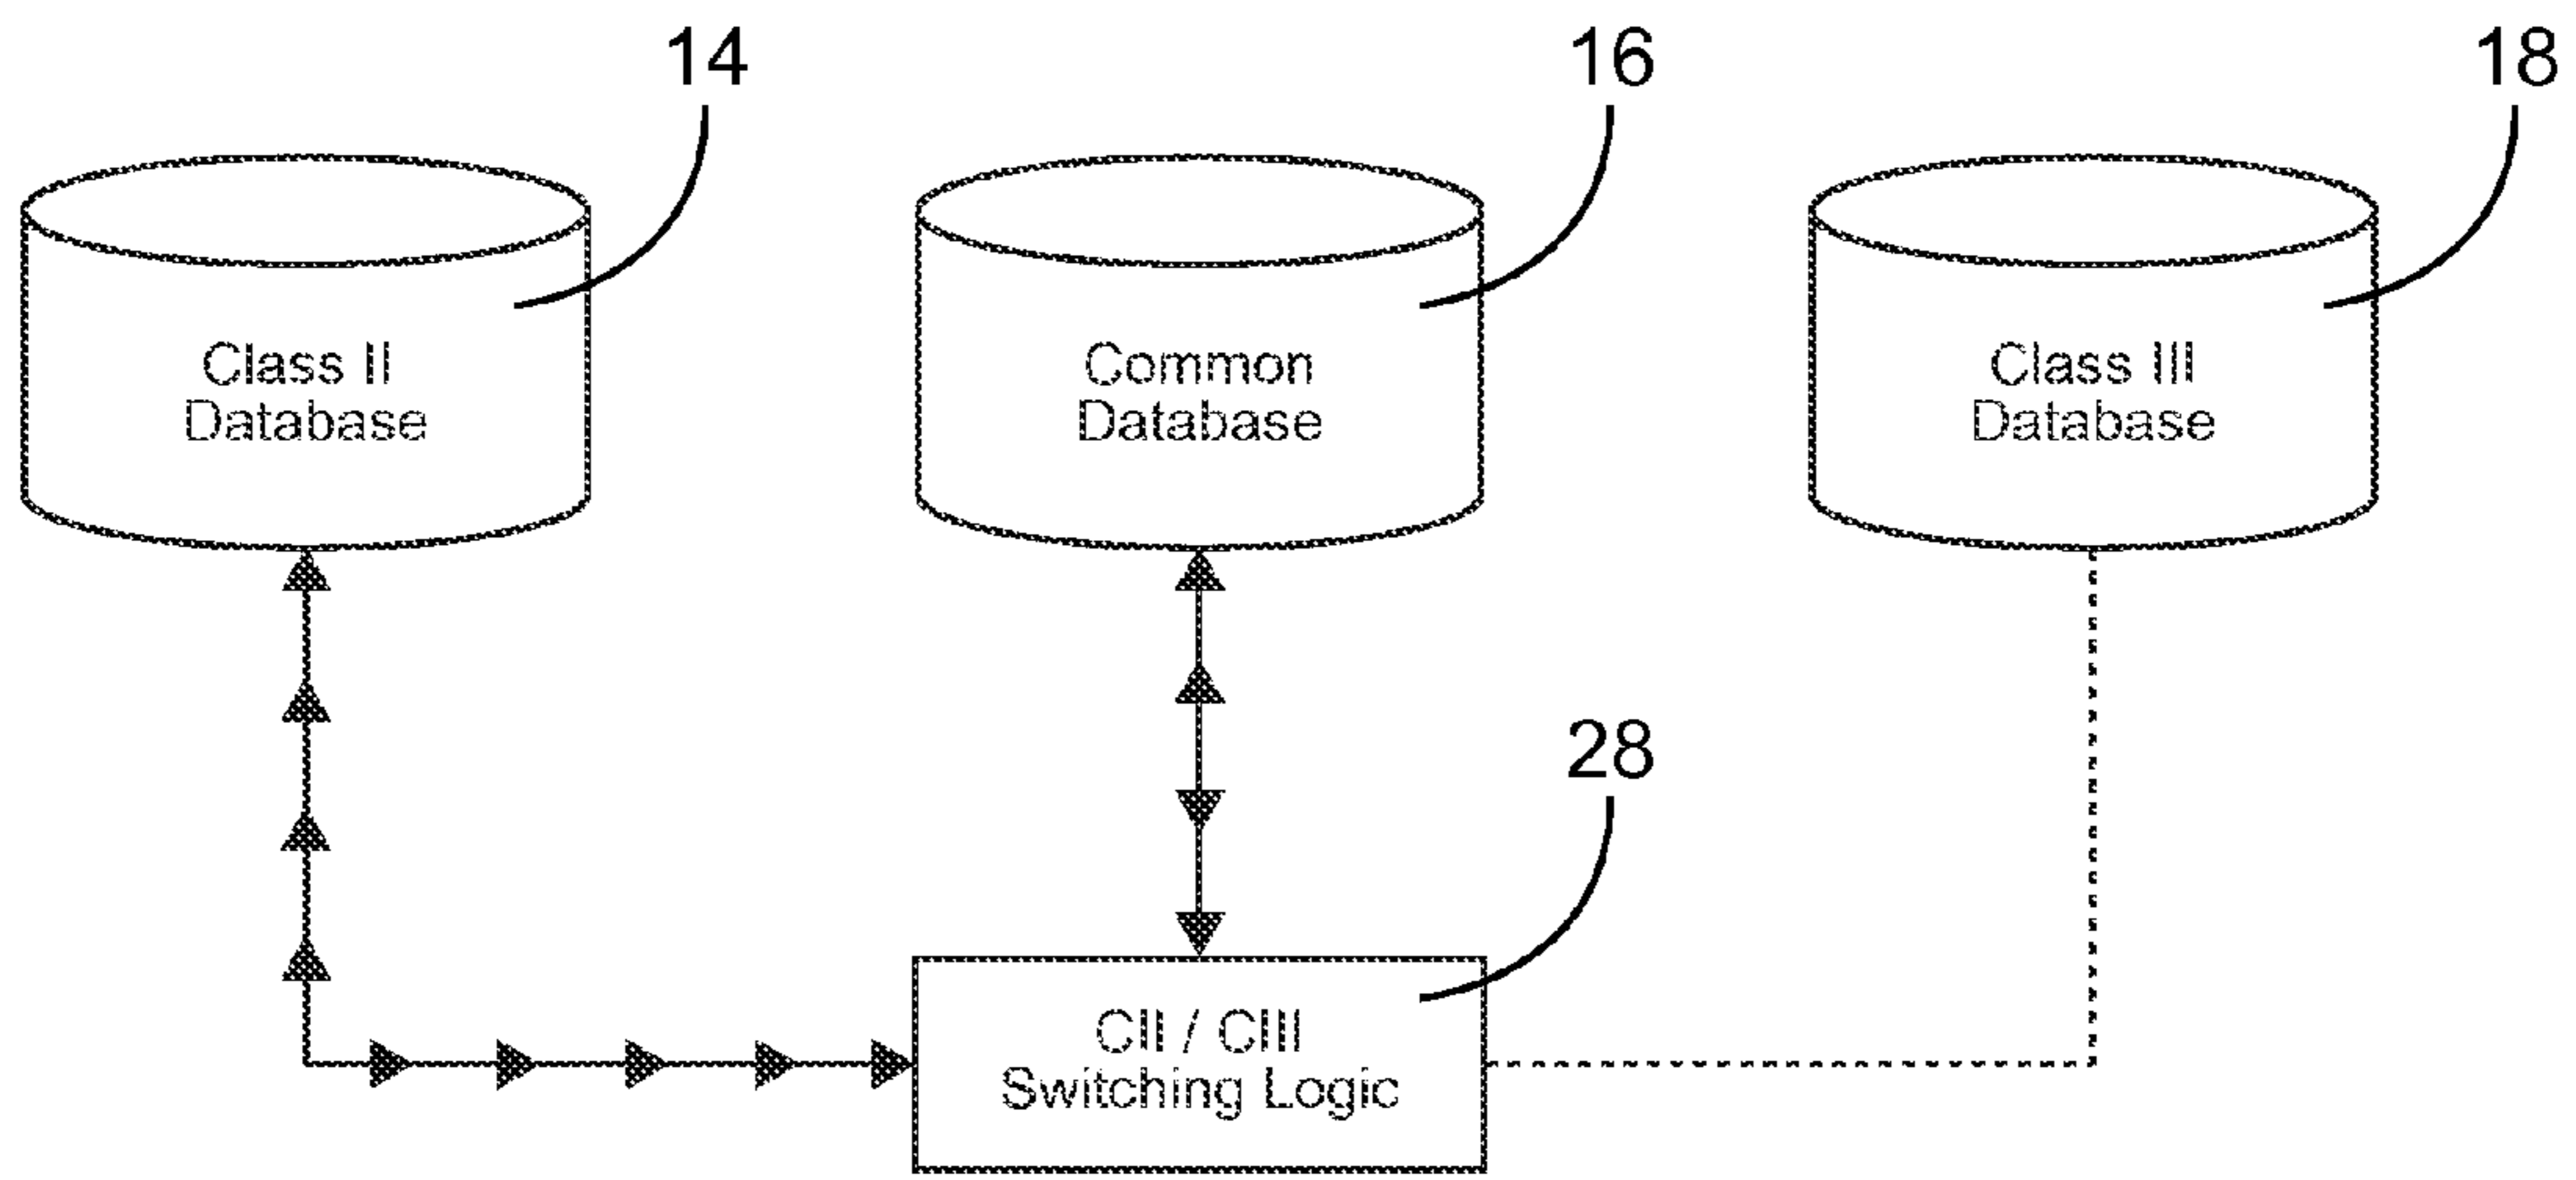 14
16
18
Class II
Database
Common
Database
Class III
Database
28
CII / CIII
Switching Logic